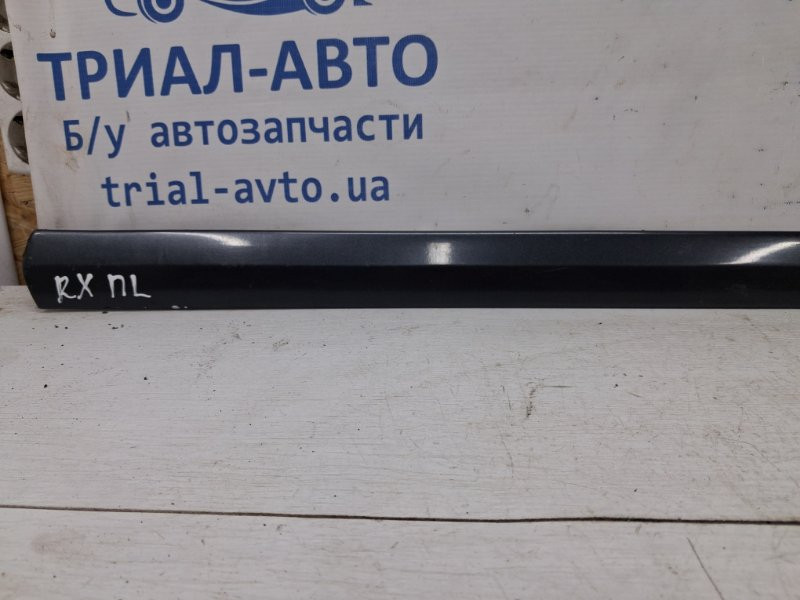 ТРИАЛ-АВТО
Б/у автозапчасти
trial-avto.ua
RX ПL